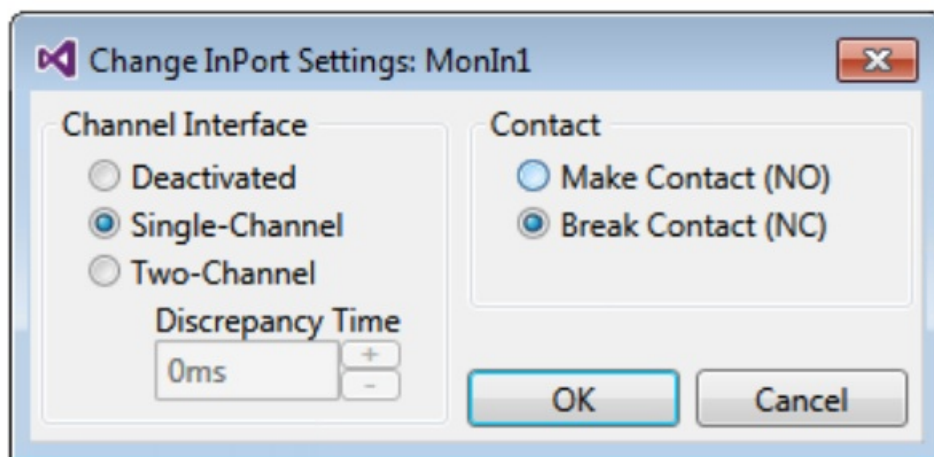 Change InPort Settings: MonIn1
Channel Interface
Deactivated
Single-Channel
Two-Channel
Discrepancy Time
0ms
+
-
Contact
Make Contact (NO)
Break Contact (NC)
OK
Cancel